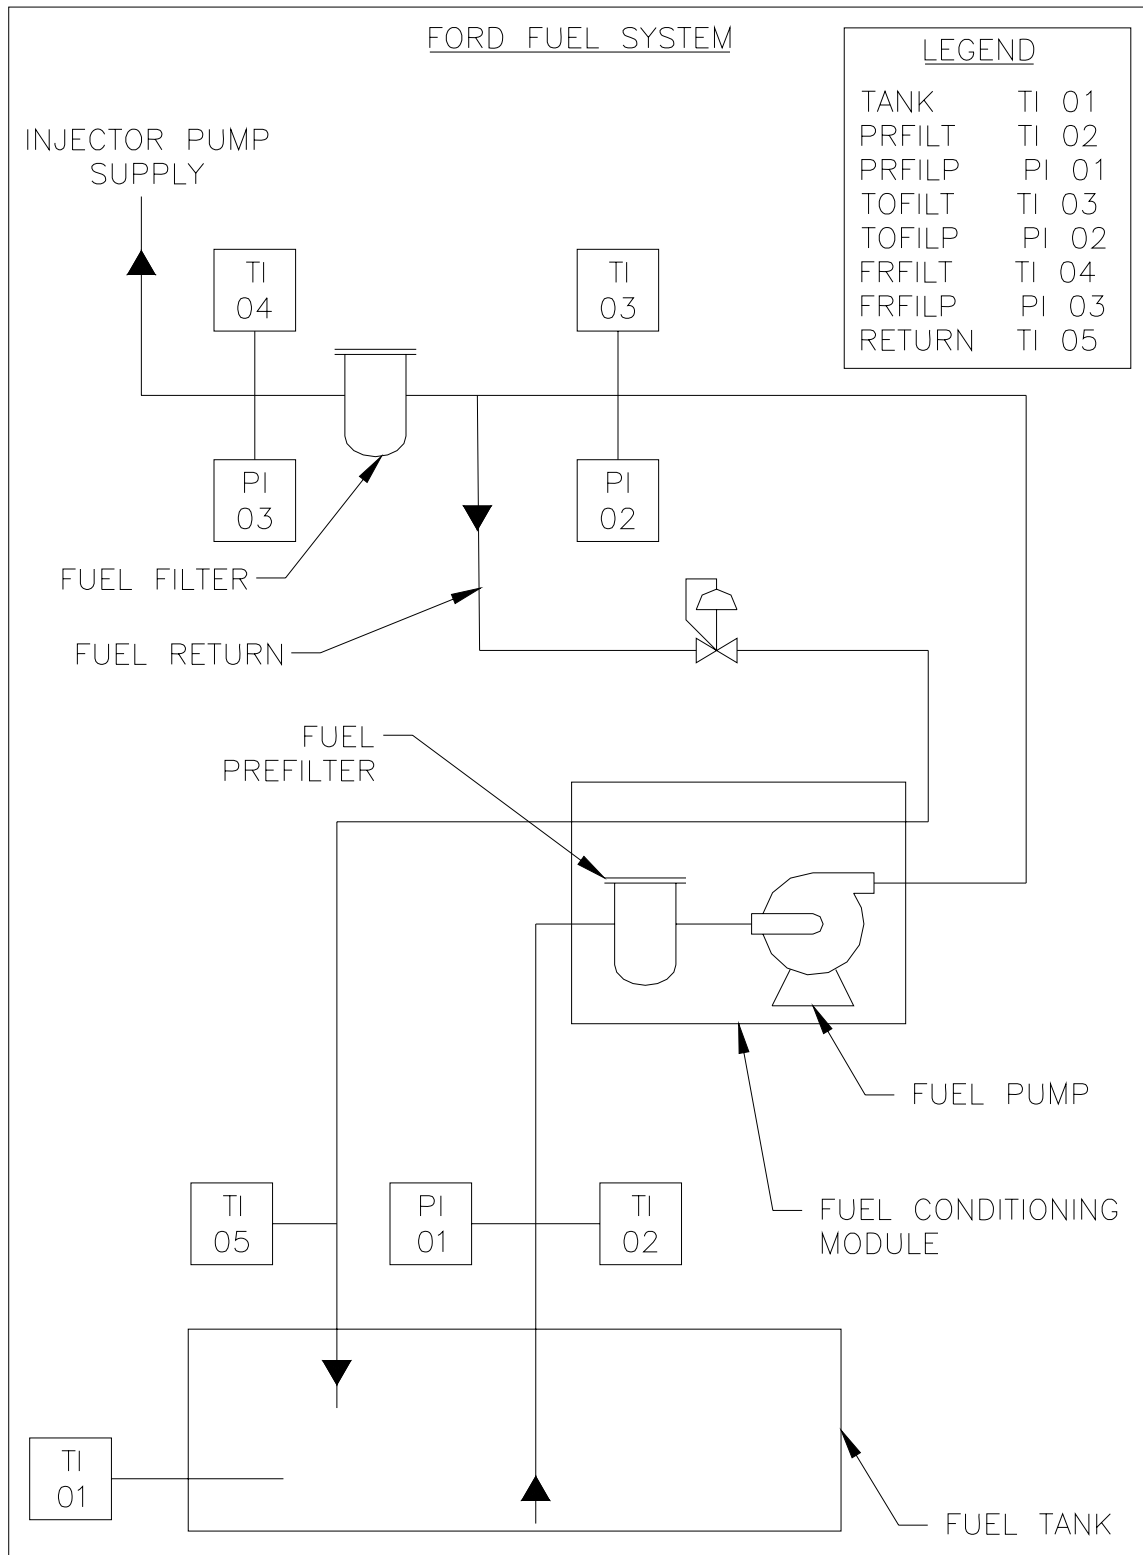 FORD FUEL SYSTEM
LEGEND
TANK TI 01
PRFILT TI 02
PRFILP PI 01
TOFILT TI 03
TOFILP PI 02
FRFILT TI 04
FRFILP PI 03
RETURN TI 05
INJECTOR PUMP
SUPPLY
TI
04
TI
03
PI
03
PI
02
FUEL FILTER
FUEL RETURN
FUEL
PREFILTER
FUEL PUMP
TI
05
PI
01
TI
02
FUEL CONDITIONING
MODULE
TI
01
FUEL TANK